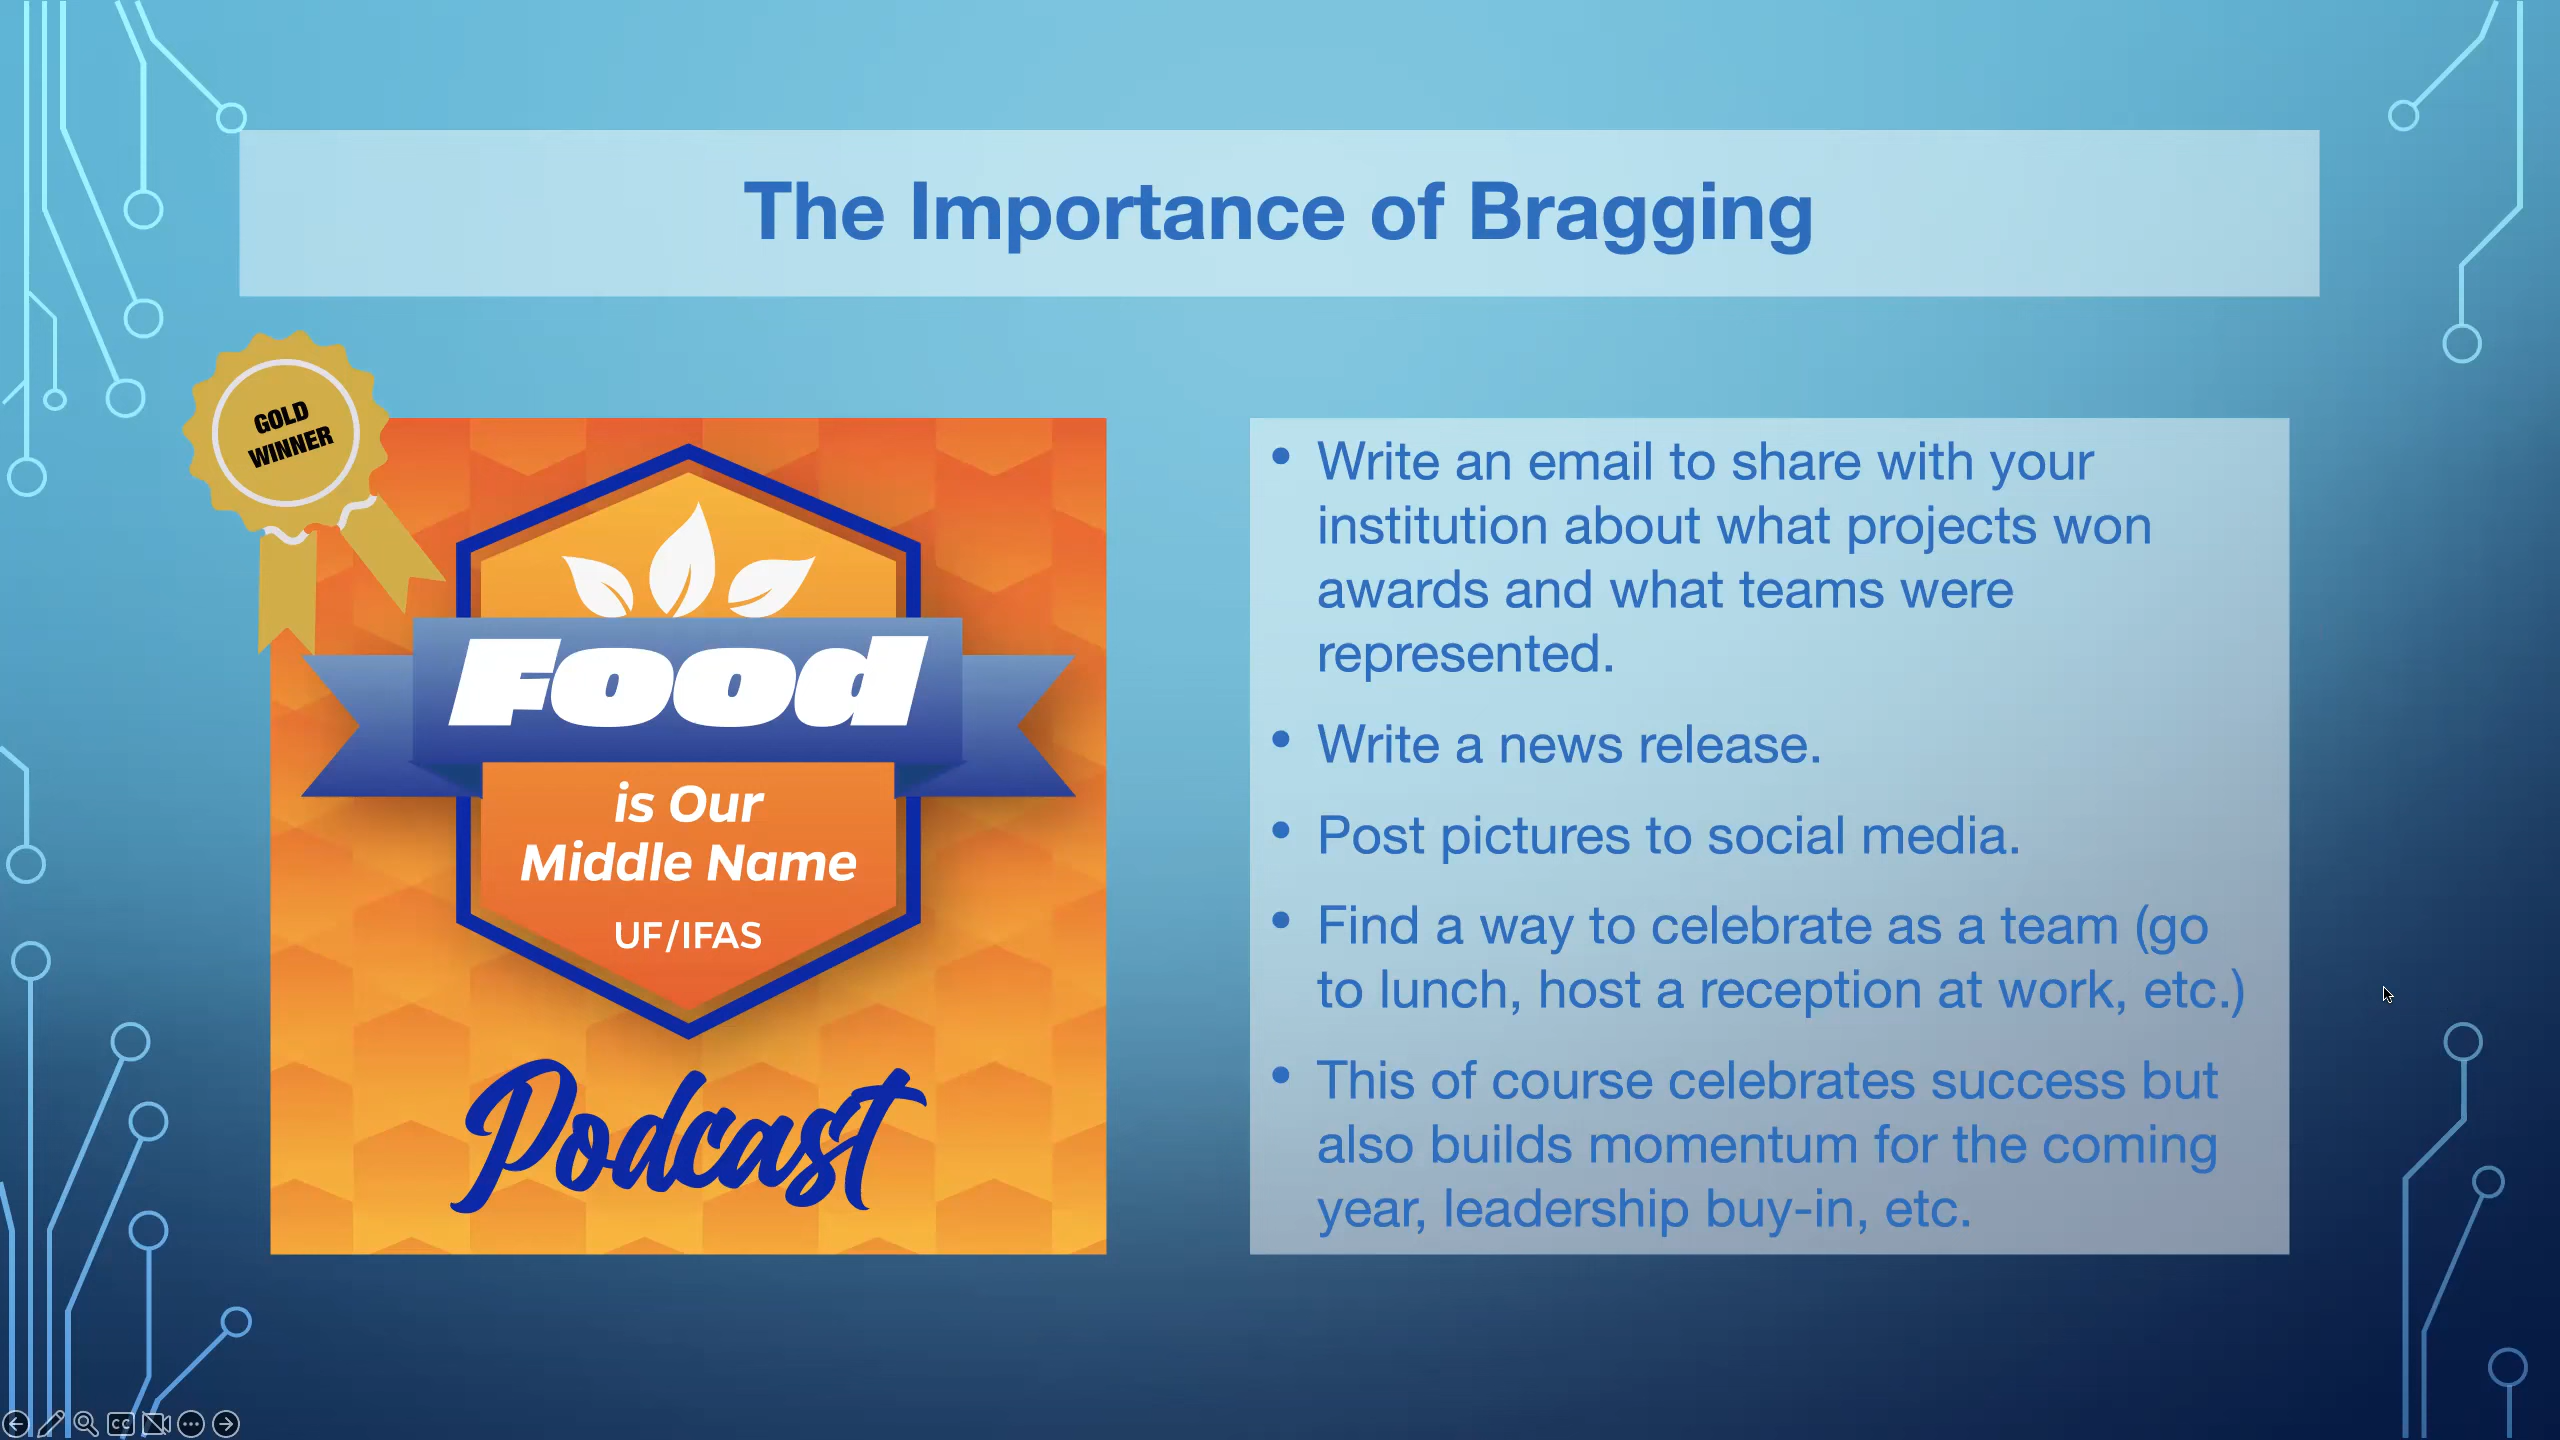 The Importance of Bragging
GOLD
WINNER
Food
is Our
Middle Name
UF/IFAS
Podcast
• Write an email to share with your
institution about what projects won
awards and what teams were
represented.
• Write a news release.
• Post pictures to social media.
• Find a way to celebrate as a team (go
to lunch, host a reception at work, etc.)
• This of course celebrates success but
also builds momentum for the coming
year, leadership buy-in, etc.
CC